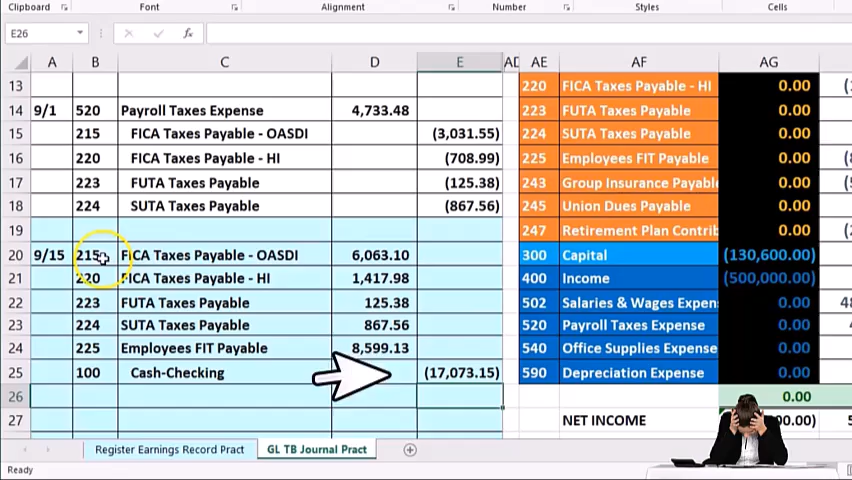 Clipboard Font Alignment Number Styles Cells
E26 fx
A B C D E AD AE AF AG
13 220 FICA Taxes Payable - HI 0.00
14 9/1 520 Payroll Taxes Expense 4,733.48 223 FUTA Taxes Payable 0.00
15 215 FICA Taxes Payable - OASDI (3,031.55) 224 SUTA Taxes Payable 0.00
16 220 FICA Taxes Payable - HI (708.99) 225 Employees FIT Payable 0.00
17 223 FUTA Taxes Payable (125.38) 243 Group Insurance Payabl 0.00
18 224 SUTA Taxes Payable (867.56) 245 Union Dues Payable 0.00
19 247 Retirement Plan Contrib 0.00
20 9/15 215 FICA Taxes Payable - OASDI 6,063.10 300 Capital (130,600.00)
21 220 FICA Taxes Payable - HI 1,417.98 400 Income (500,000.00)
22 223 FUTA Taxes Payable 125.38 502 Salaries & Wages Expen 0.00
23 224 SUTA Taxes Payable 867.56 520 Payroll Taxes Expense 0.00
24 225 Employees FIT Payable 8,599.13 540 Office Supplies Expense 0.00
25 100 Cash-Checking (17,073.15) 590 Depreciation Expense 0.00
26 0.00
27 NET INCOME
Register Earnings Record Pract GL TB Journal Pract
Ready